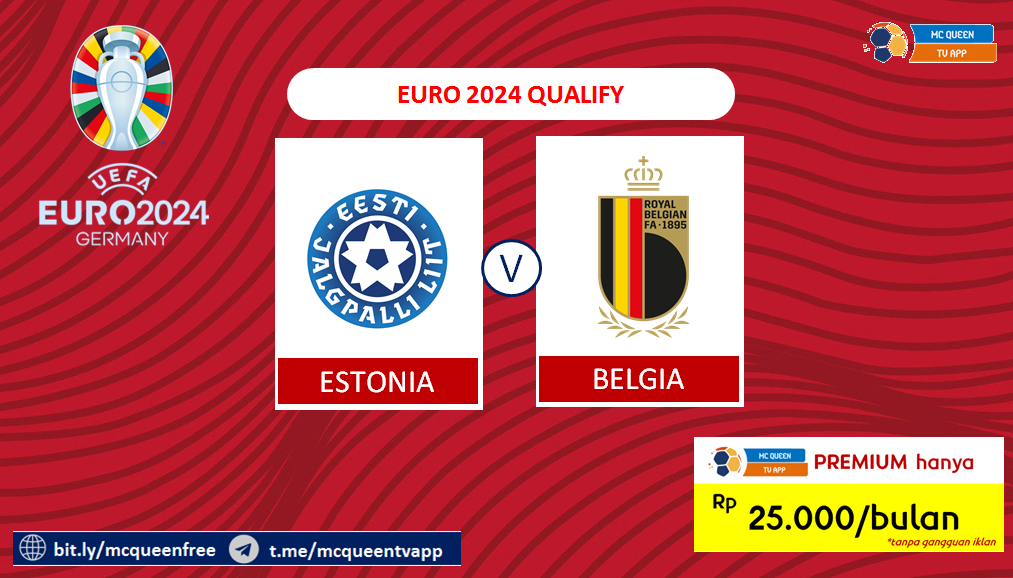 MC QUEEN
TV APP
EURO 2024 QUALIFY
UEFA
EURO2024
GERMANY
EESTI
JALGPALLI LIIT
V
ROYAL
BELGIAN
FA·1895
ESTONIA
BELGIA
MC QUEEN
TV APP
PREMIUM hanya
Rp 25.000/bulan
*tanpa gangguan iklan
bit.ly/mcqueenfree
t.me/mcqueentvapp